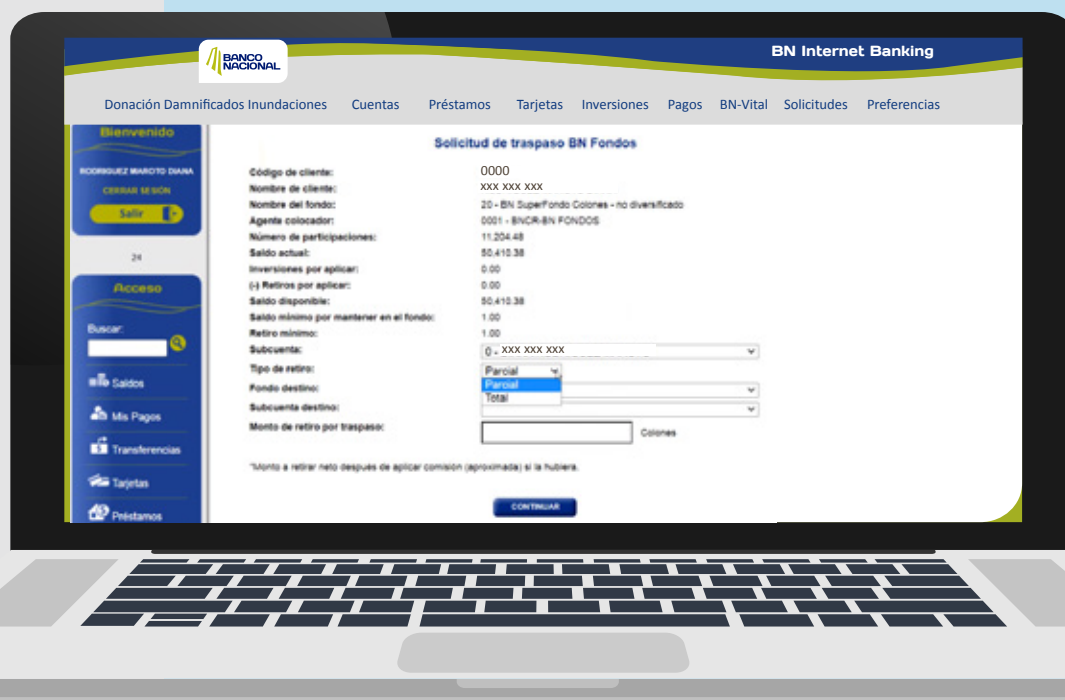 BANCO
NACIONAL
BN Internet Banking
Donación Damnificados Inundaciones Cuentas Préstamos Tarjetas Inversiones Pagos BN-Vital Solicitudes Preferencias
Bienvenido
RODRIGUEZ MAROTO DIANA
CERRAR SESIÓN
Salir
24
Acceso
Buscar:
Saldos
Mis Pagos
Transferencias
Tarjetas
Préstamos
Solicitud de traspaso BN Fondos
Código de cliente: 0000
Nombre de cliente: xxx xxx xxx
Nombre del fondo: 20 - BN SuperFondo Colones - no diversificado
Agente colocador: 0001 - BNCR-BN FONDOS
Número de participaciones: 11,204.48
Saldo actual: 50,410.38
Inversiones por aplicar: 0.00
(-) Retiros por aplicar: 0.00
Saldo disponible: 50,410.38
Saldo mínimo por mantener en el fondo: 1.00
Retiro mínimo: 1.00
Subcuenta: 0 - XXX XXX XXX
Tipo de retiro: Parcial
Parcial
Total
Fondo destino:
Subcuenta destino:
Monto de retiro por traspaso: Colones
*Monto a retirar neto después de aplicar comisión (aproximada) si la hubiera.
CONTINUAR